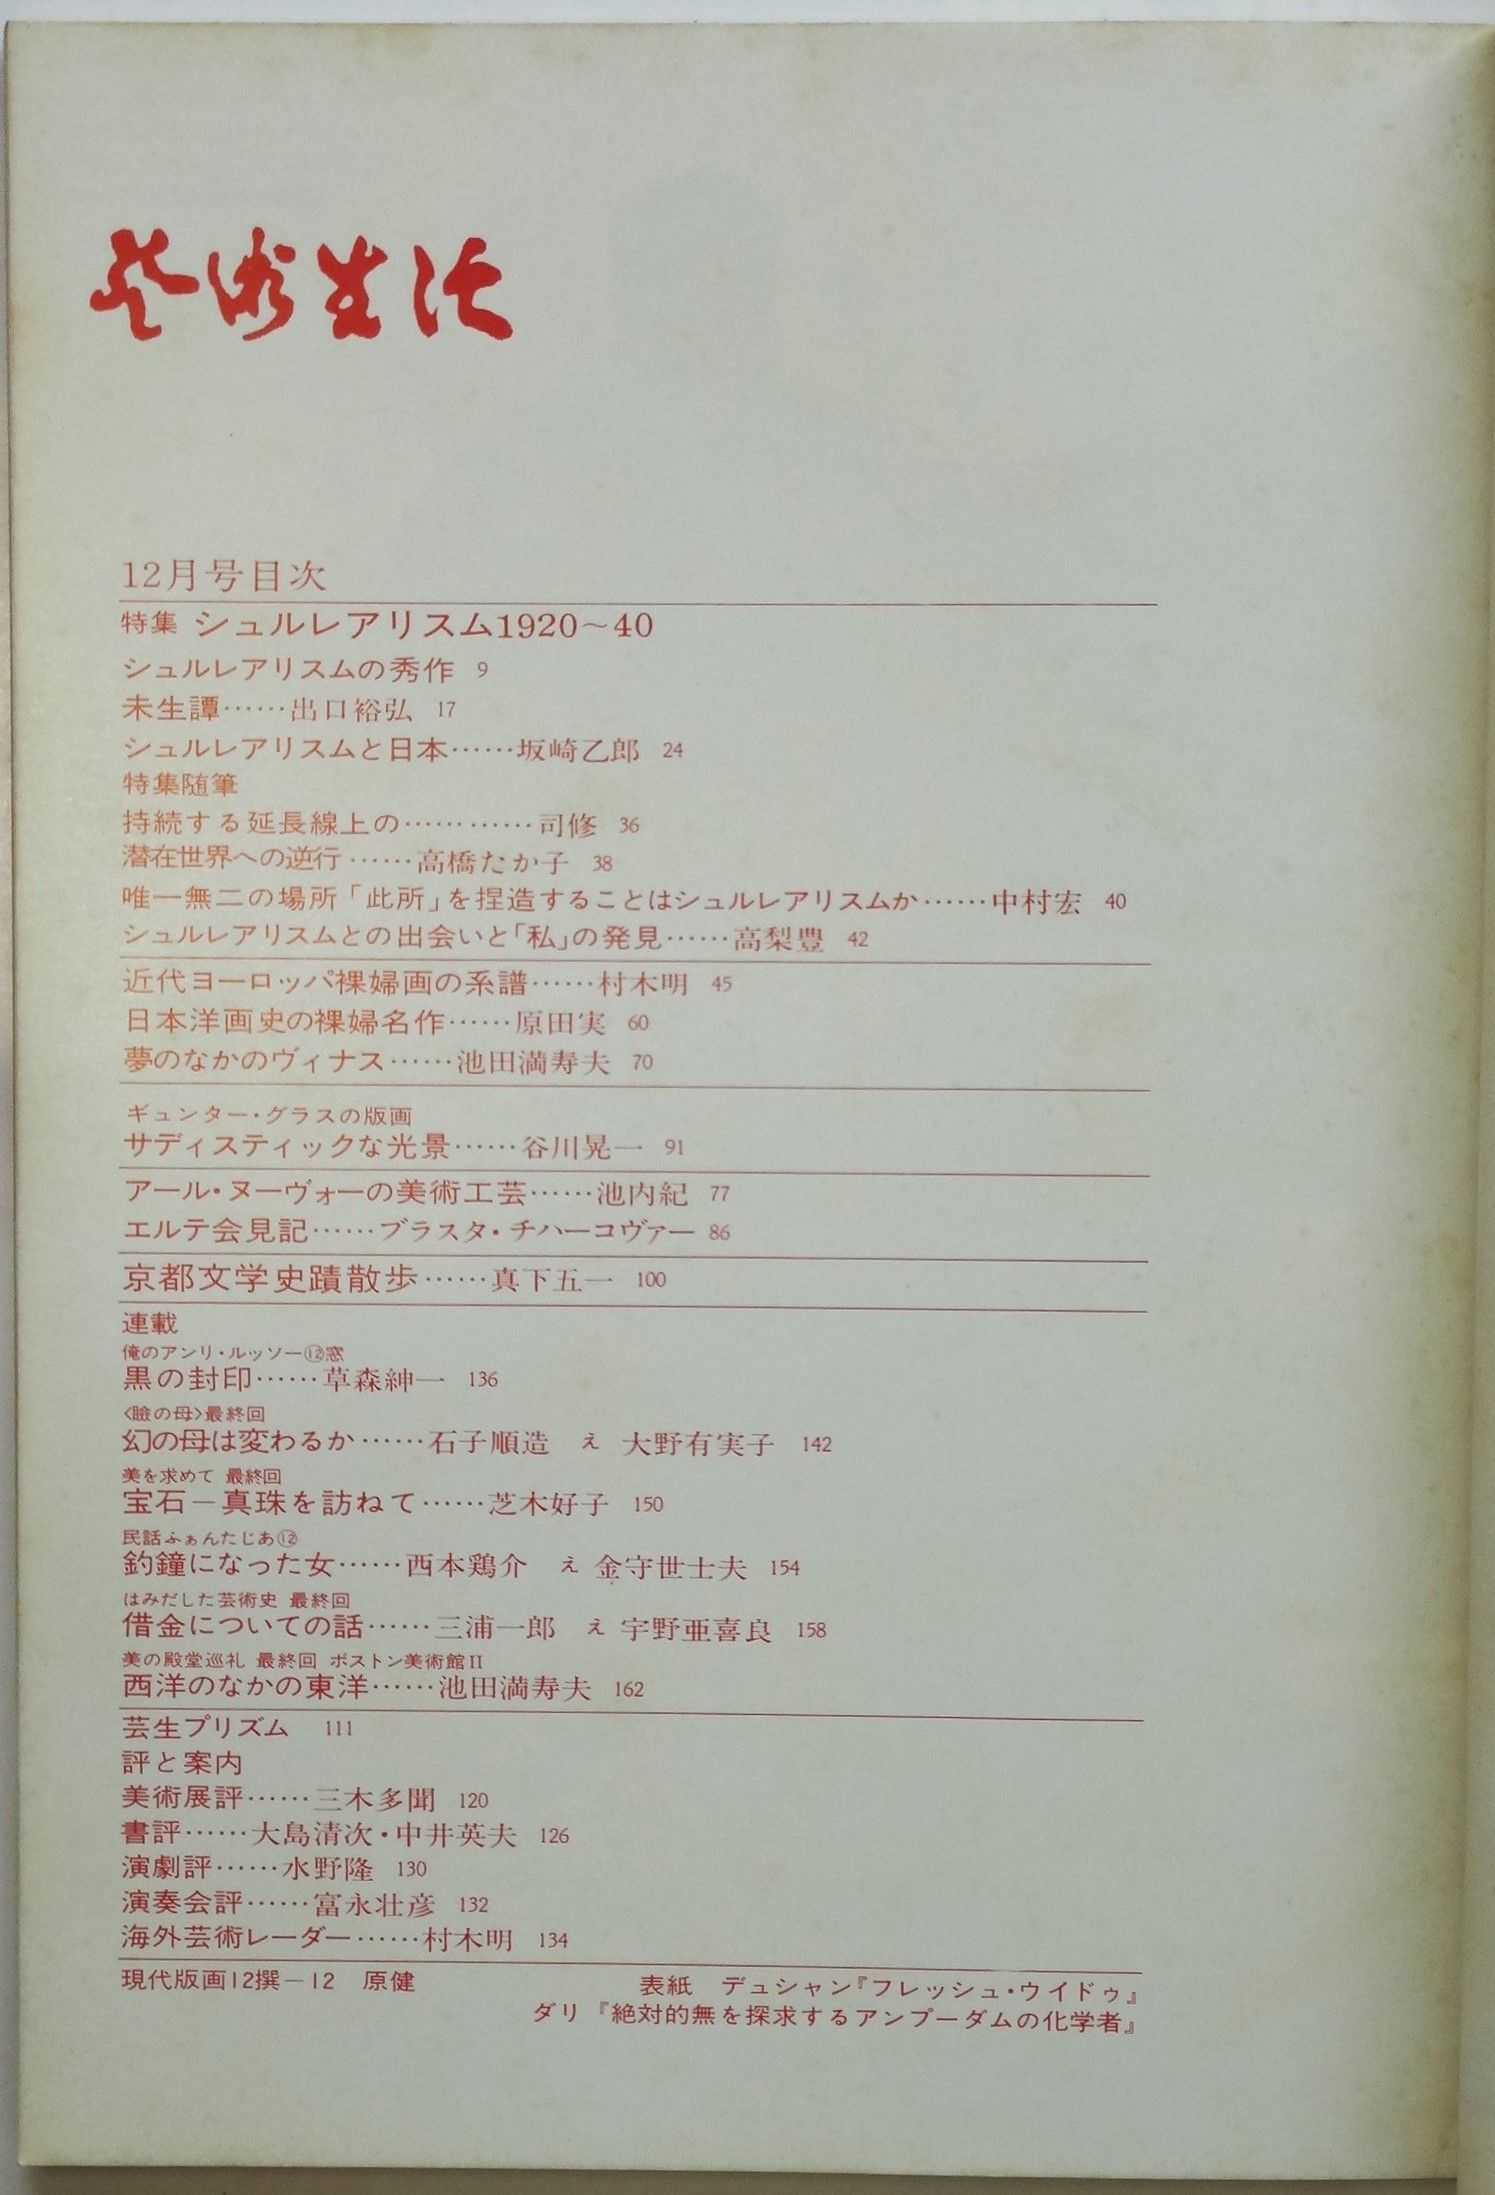 芸術生活
12月号目次
特集 シュルレアリスム1920～40
シュルレアリスムの秀作 9
未生譚……出口裕弘 17
シュルレアリスムと日本……坂崎乙郎 24
特集随筆
持続する延長線上の…………司修 36
潜在世界への逆行……高橋たか子 38
唯一無二の場所「此所」を捏造することはシュルレアリスムか……中村宏 40
シュルレアリスムとの出会いと「私」の発見……高梨豊 42
近代ヨーロッパ裸婦画の系譜……村木明 45
日本洋画史の裸婦名作……原田実 60
夢のなかのヴィナス……池田満寿夫 70
ギュンター・グラスの版画
サディスティックな光景……谷川晃一 91
アール・ヌーヴォーの美術工芸……池内紀 77
エルテ会見記……ブラスタ・チハーコヴァー 86
京都文学史蹟散歩……真下五一 100
連載
俺のアンリ・ルッソー⑫窓
黒の封印……草森紳一 136
〈瞼の母〉最終回
幻の母は変わるか……石子順造 え 大野有実子 142
美を求めて 最終回
宝石－真珠を訪ねて……芝木好子 150
民話ふぁんたじあ⑫
釣鐘になった女……西本鶏介 え 金守世士夫 154
はみだした芸術史 最終回
借金についての話……三浦一郎 え 宇野亜喜良 158
美の殿堂巡礼 最終回 ボストン美術館II
西洋のなかの東洋……池田満寿夫 162
芸生プリズム 111
評と案内
美術展評……三木多聞 120
書評……大島清次・中井英夫 126
演劇評……水野隆 130
演奏会評……富永壮彦 132
海外芸術レーダー……村木明 134
現代版画12撰－12 原健
表紙 デュシャン『フレッシュ・ウイドゥ』
ダリ『絶対的無を探求するアンプーダムの化学者』